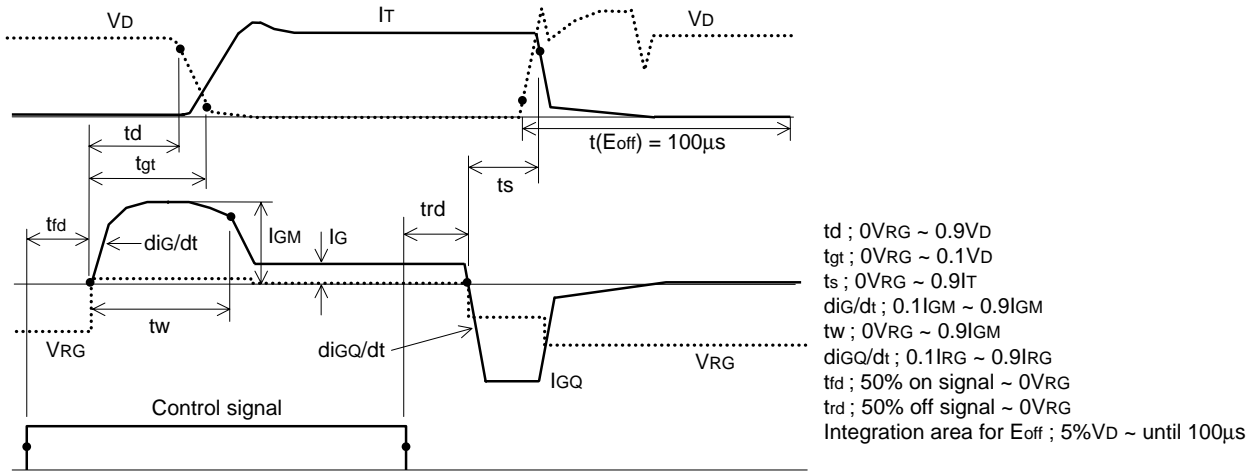 VD
IT
VD
td
t(Eoff) = 100μs
tgt
ts
trd
tfd
diG/dt
IGM
IG
tw
VRG
diGQ/dt
VRG
IGQ
Control signal
td ; 0VRG ~ 0.9VD
tgt ; 0VRG ~ 0.1VD
ts ; 0VRG ~ 0.9IT
diG/dt ; 0.1IGM ~ 0.9IGM
tw ; 0VRG ~ 0.9IGM
diGQ/dt ; 0.1IRG ~ 0.9IRG
tfd ; 50% on signal ~ 0VRG
trd ; 50% off signal ~ 0VRG
Integration area for Eoff ; 5%VD ~ until 100μs